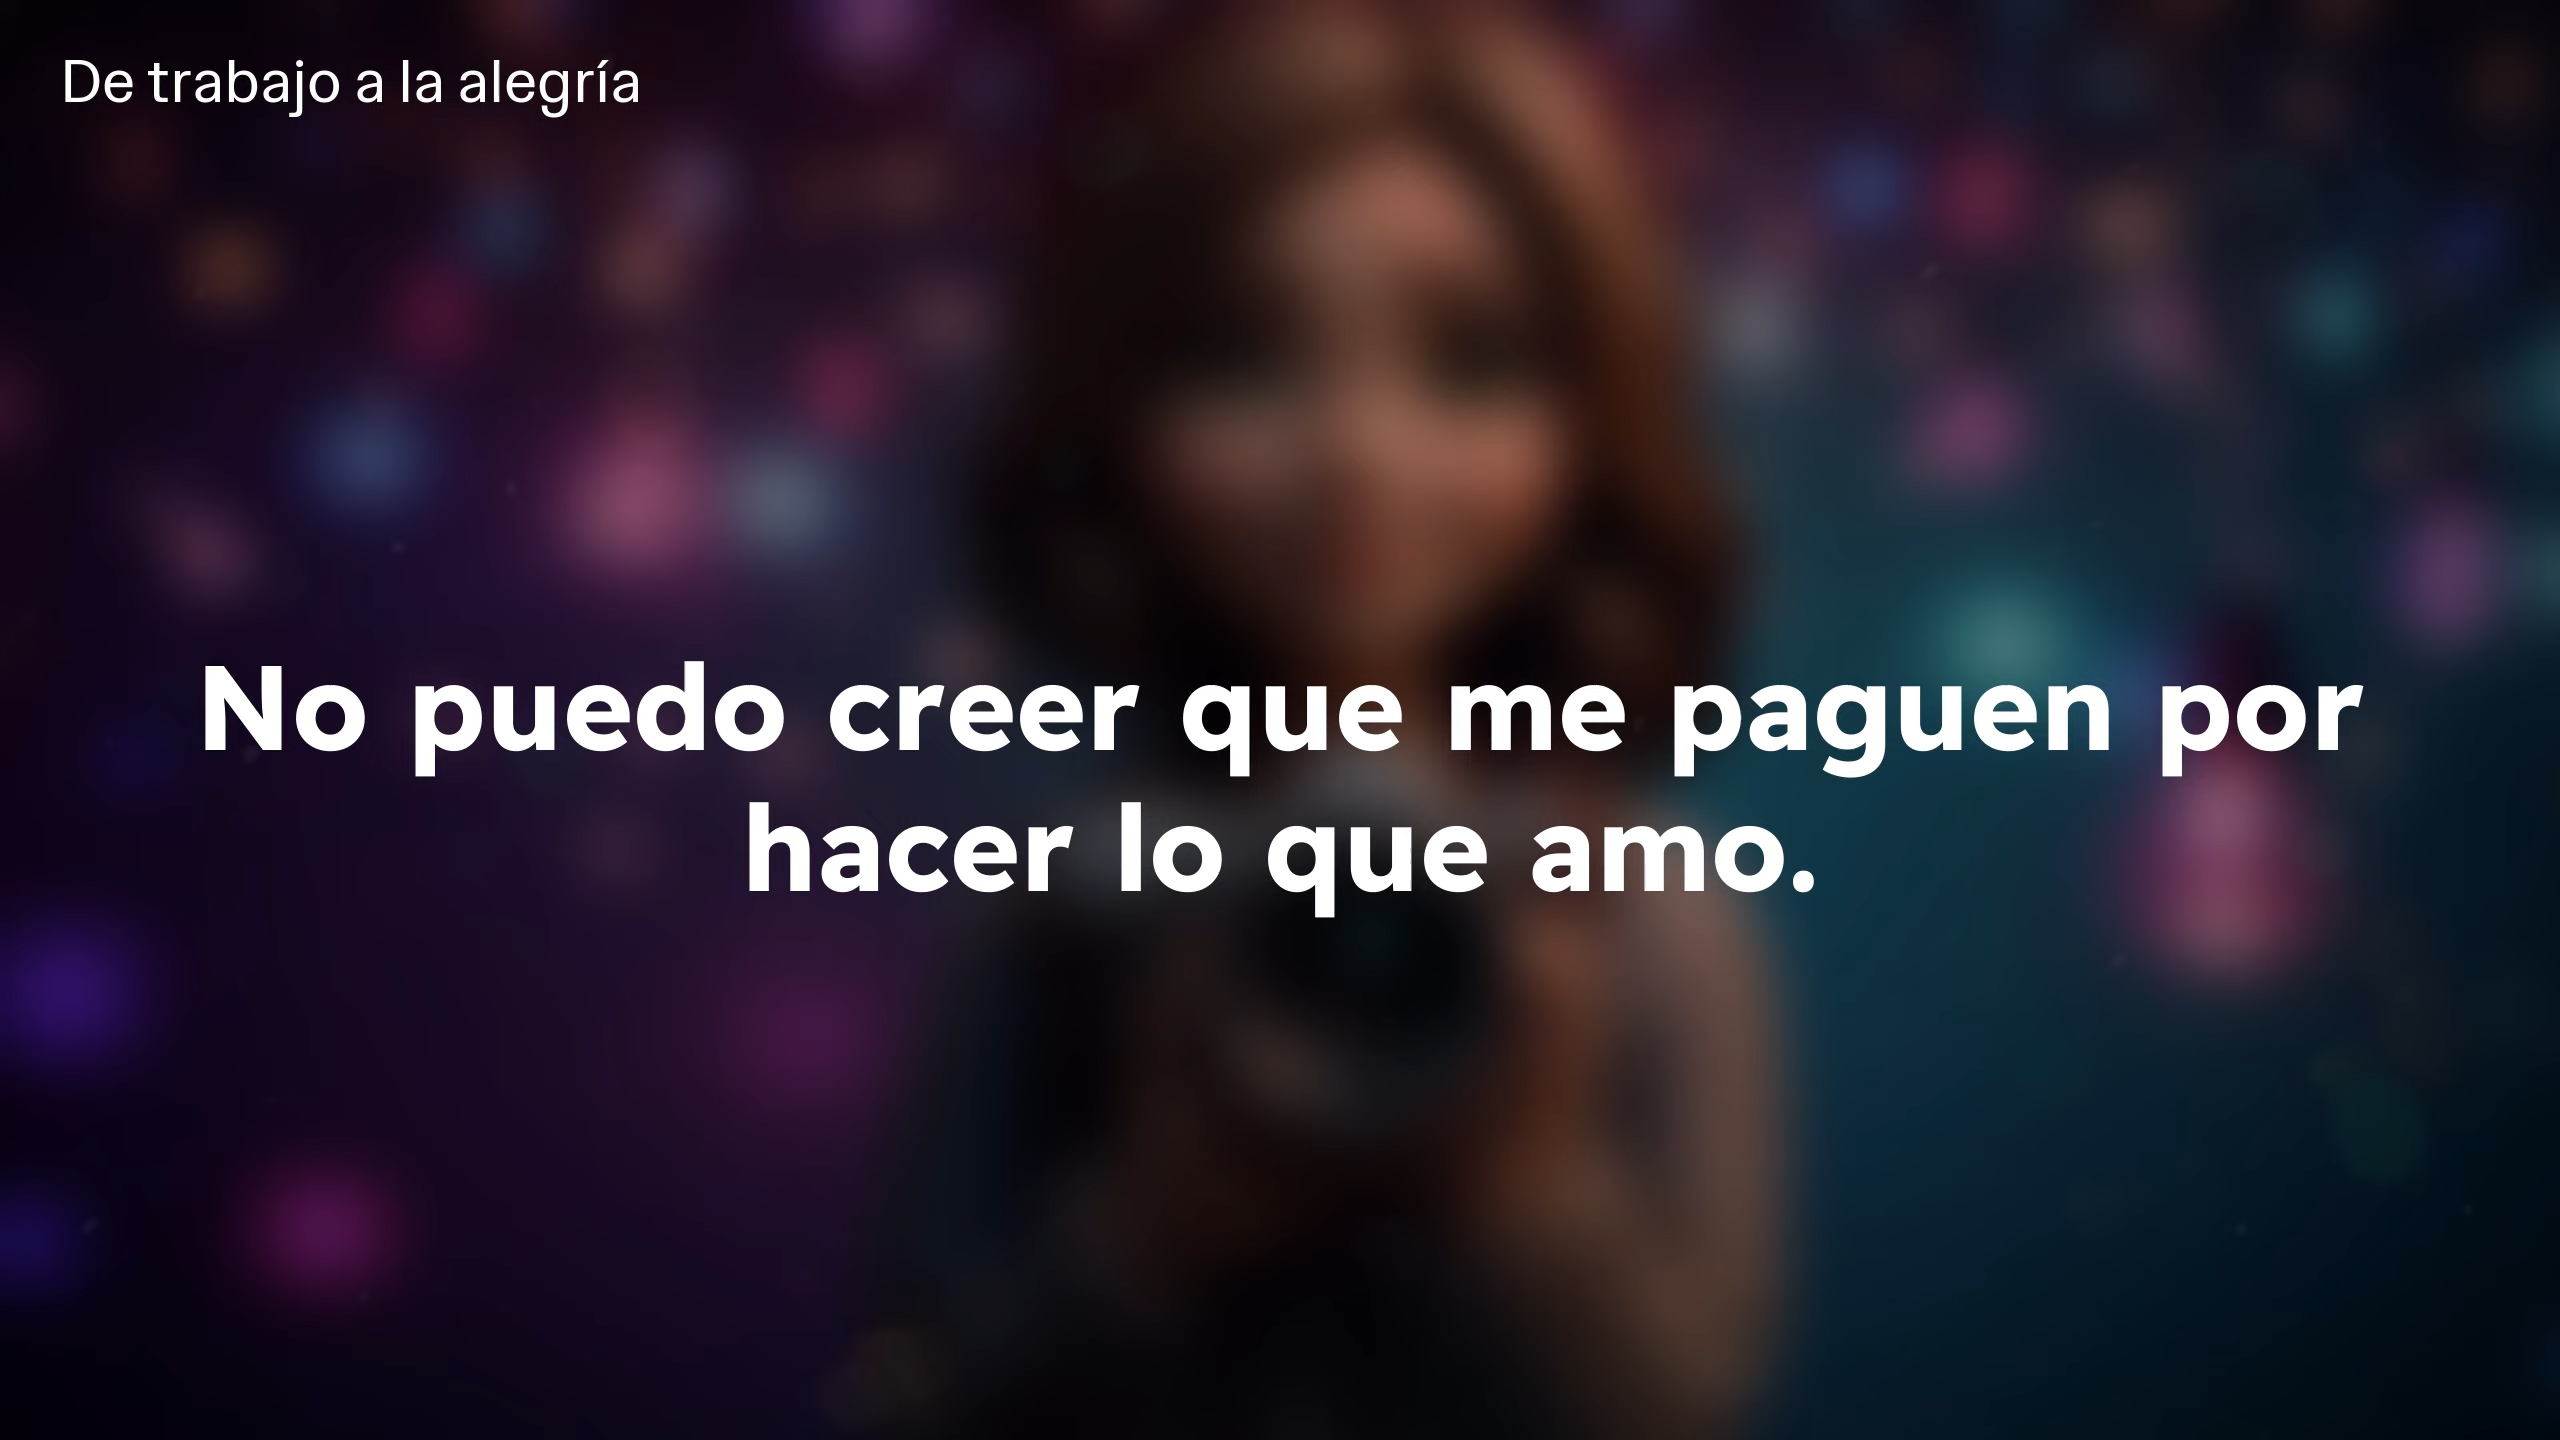 De trabajo a la alegría
No puedo creer que me paguen por
hacer lo que amo.